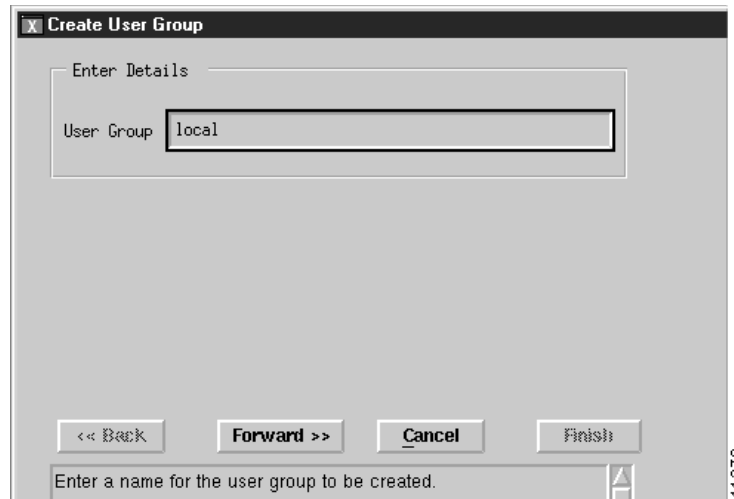 X Create User Group
Enter Details
User Group local
<< Back Forward >> Cancel Finish
Enter a name for the user group to be created.